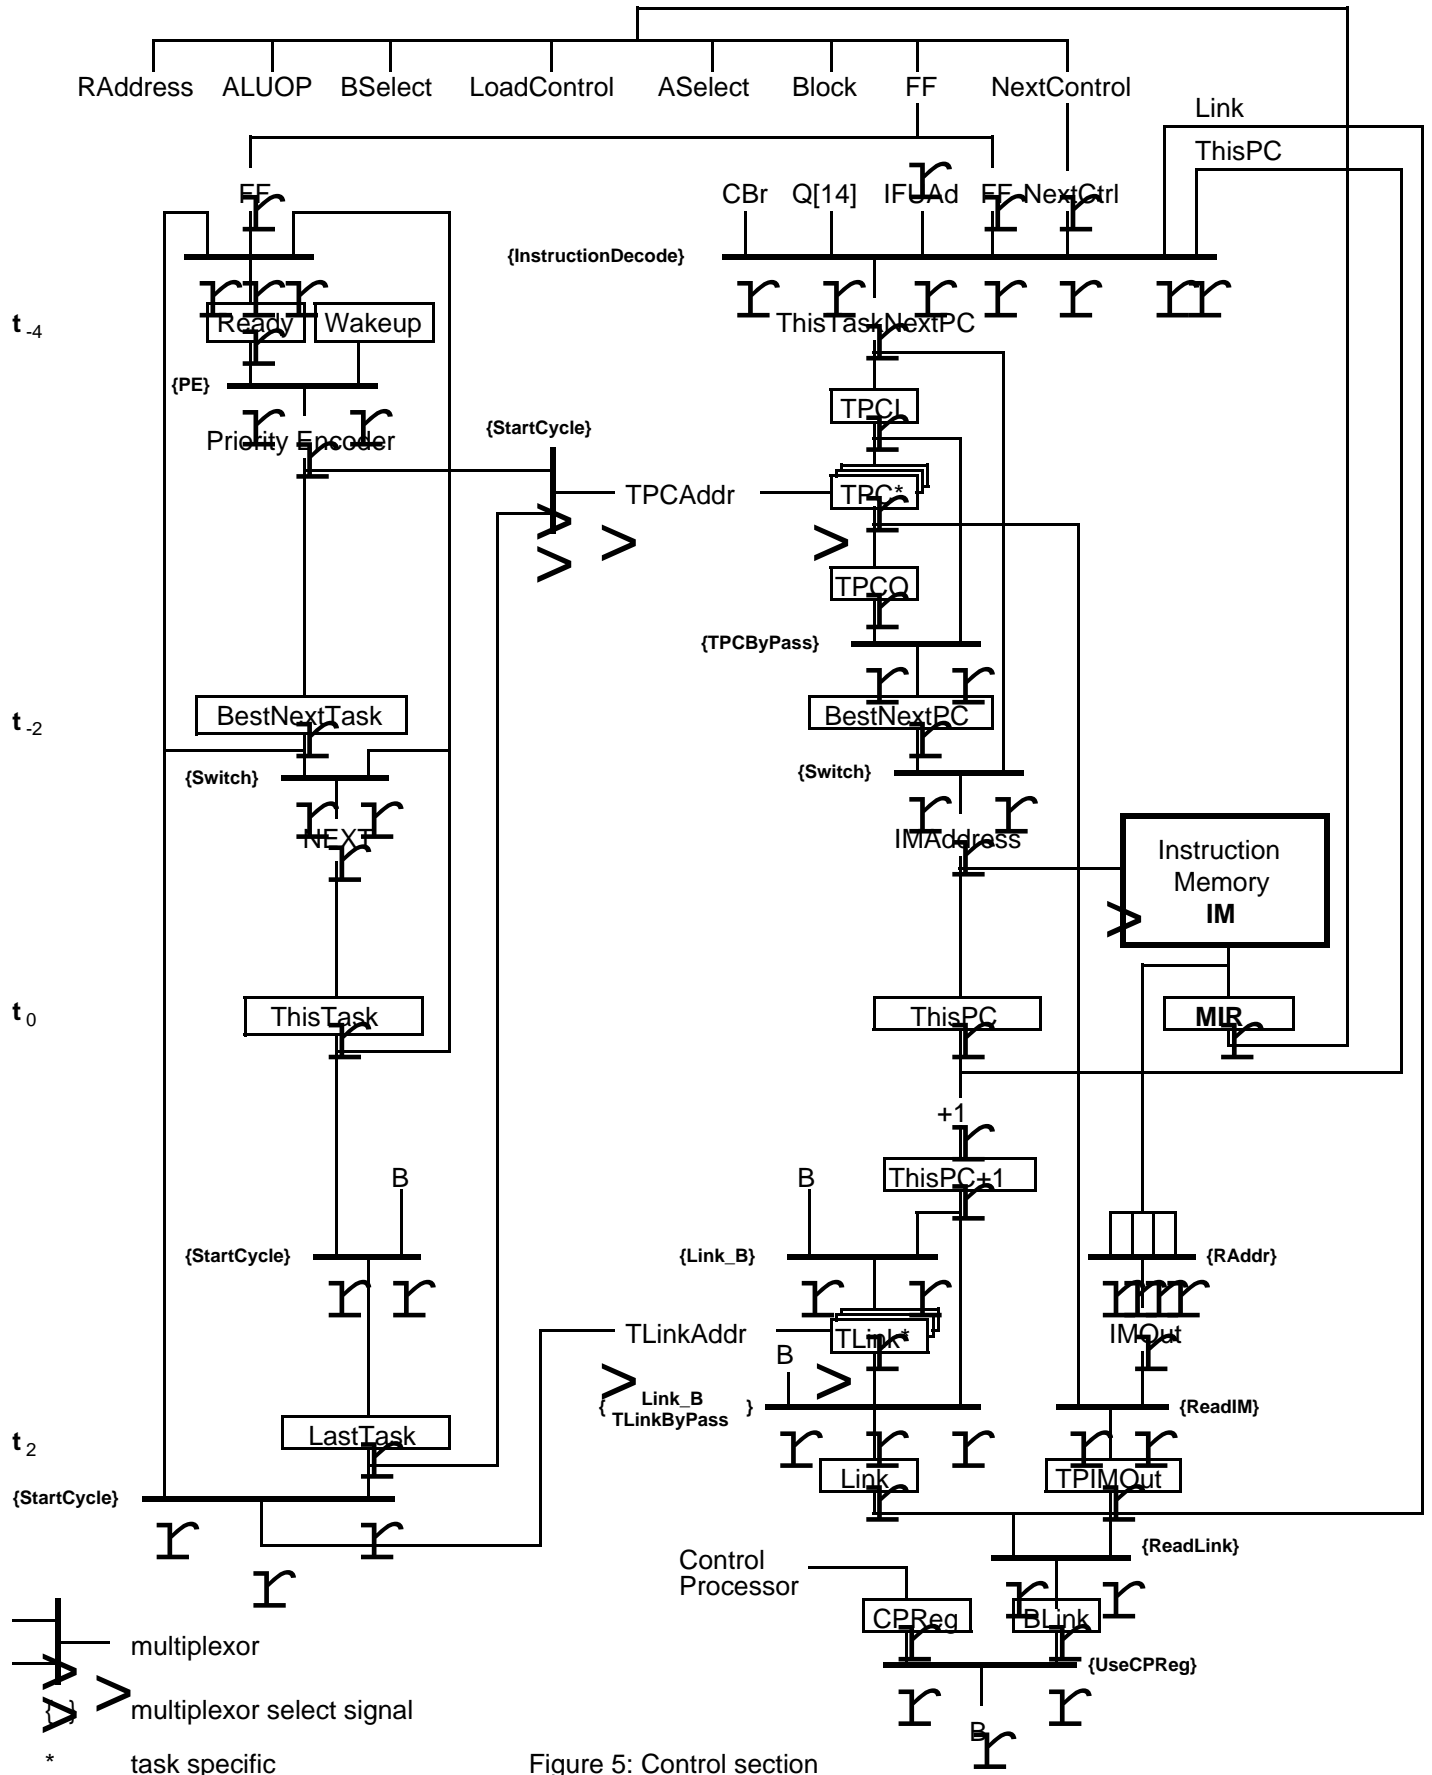 RAddress ALUOP BSelect LoadControl ASelect Block FF NextControl
Link
ThisPC
FF CBr Q[14] IFUAd FF NextCtrl
{InstructionDecode}
t -4 Ready Wakeup ThisTaskNextPC
{PE}
TPCI
Priority Encoder {StartCycle}
TPCAddr TPC*
TPCO
{TPCByPass}
t -2 BestNextTask BestNextPC
{Switch} {Switch}
NEXT IMAddress
Instruction
Memory
IM
t 0 ThisTask ThisPC MIR
+1
B B ThisPC+1
{StartCycle} {Link_B} {RAddr}
TLinkAddr TLink* IMOut
B
{ Link_B } {ReadIM}
TLinkByPass
t 2 LastTask
Link TPIMOut
{StartCycle}
{ReadLink}
Control
Processor
CPReg BLink
multiplexor
{UseCPReg}
{ } multiplexor select signal
B
* task specific Figure 5: Control section